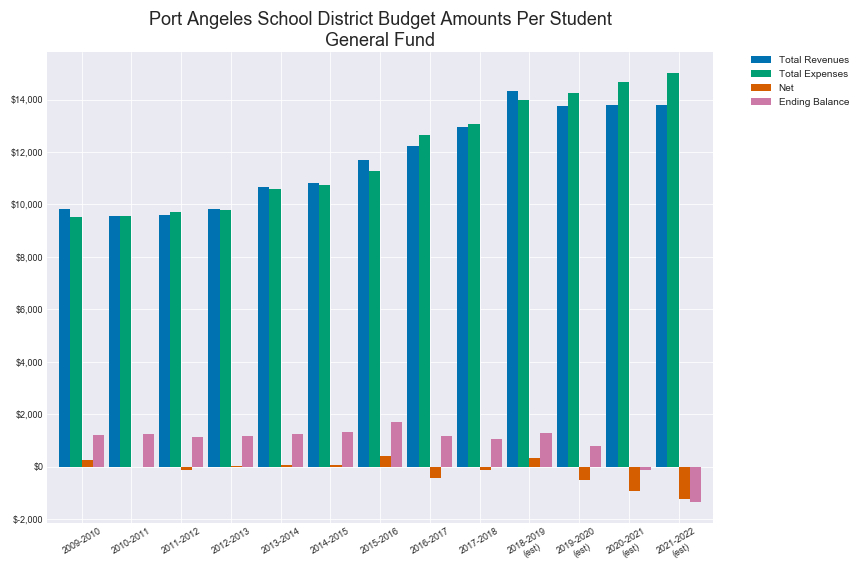 Port Angeles School District Budget Amounts Per Student
General Fund
Total Revenues
Total Expenses
Net
Ending Balance
$14,000
$12,000
$10,000
$8,000
$6,000
$4,000
$2,000
$0
$-2,000
2009-2010
2010-2011
2011-2012
2012-2013
2013-2014
2014-2015
2015-2016
2016-2017
2017-2018
2018-2019
(est)
2019-2020
(est)
2020-2021
(est)
2021-2022
(est)